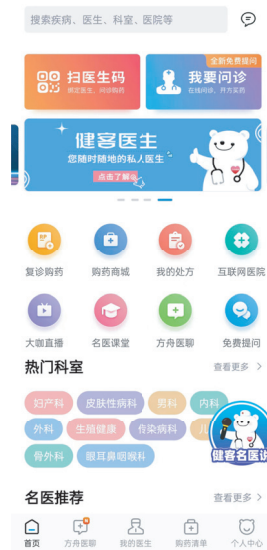 搜索疾病、医生、科室、医院等
扫医生码
绑定医生、问诊购药
全新免费提问
我要问诊
在线问诊、开方买药
健客医生
您随时随地的私人医生
点击了解
复诊购药 购药商城 我的处方 互联网医院
大咖直播 名医课堂 方舟医聊 免费提问
热门科室 查看更多 >
妇产科 皮肤性病科 男科 内科
外科 生殖健康 传染病科 儿
骨外科 眼耳鼻咽喉科
健客名医说
名医推荐 查看更多 >
首页 方舟医聊 我的医生 购药清单 个人中心